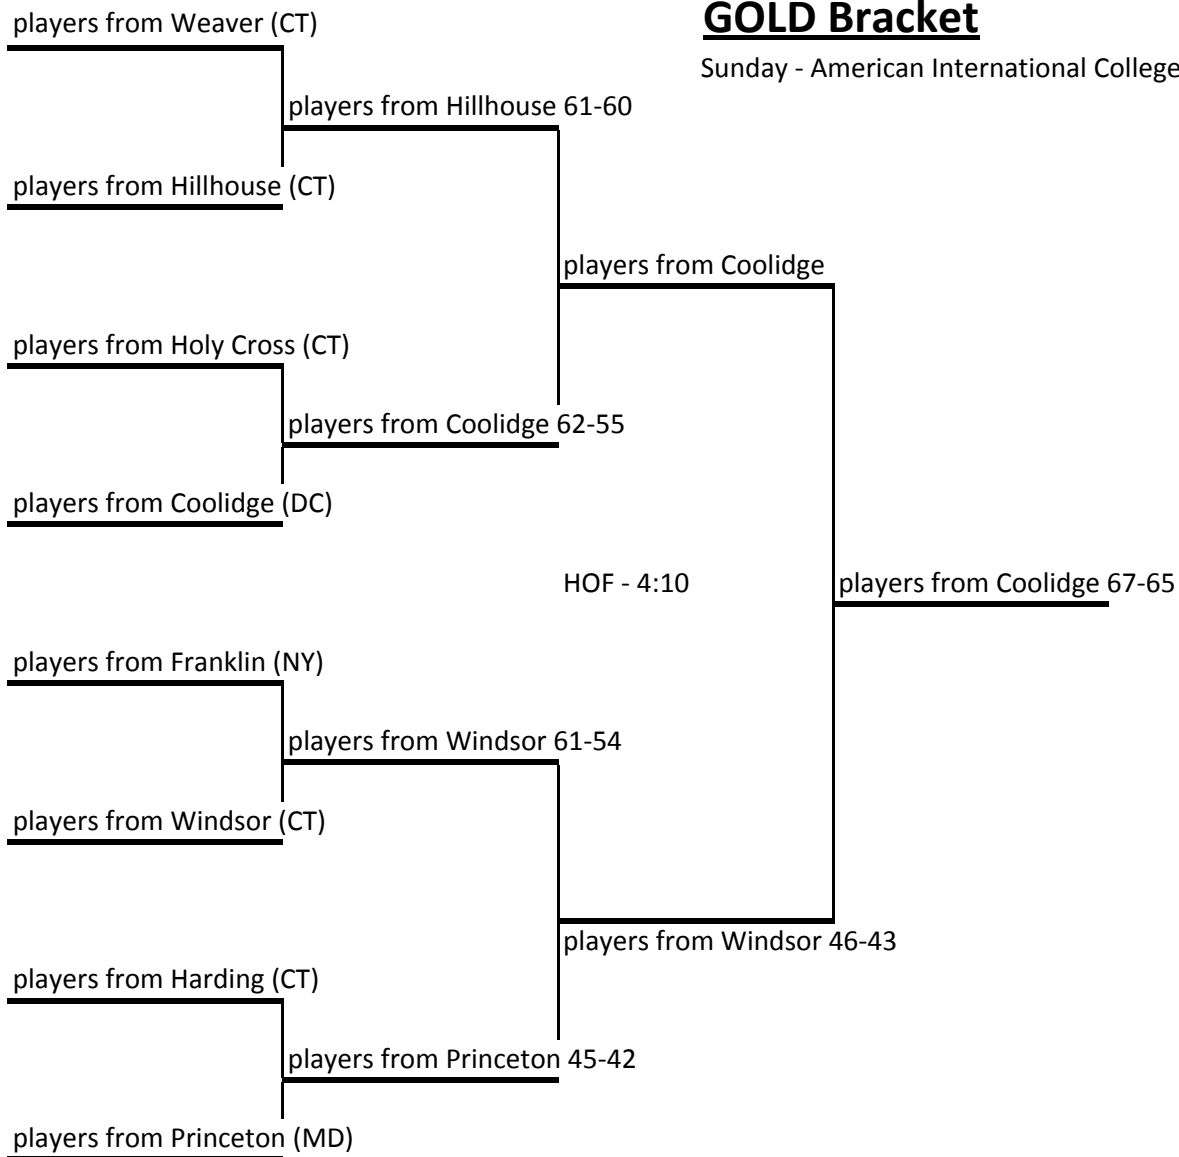 GOLD Bracket
Sunday - American International College
players from Weaver (CT)
players from Hillhouse 61-60
players from Hillhouse (CT)
players from Coolidge
players from Holy Cross (CT)
players from Coolidge 62-55
players from Coolidge (DC)
HOF - 4:10
players from Coolidge 67-65
players from Franklin (NY)
players from Windsor 61-54
players from Windsor (CT)
players from Windsor 46-43
players from Harding (CT)
players from Princeton 45-42
players from Princeton (MD)